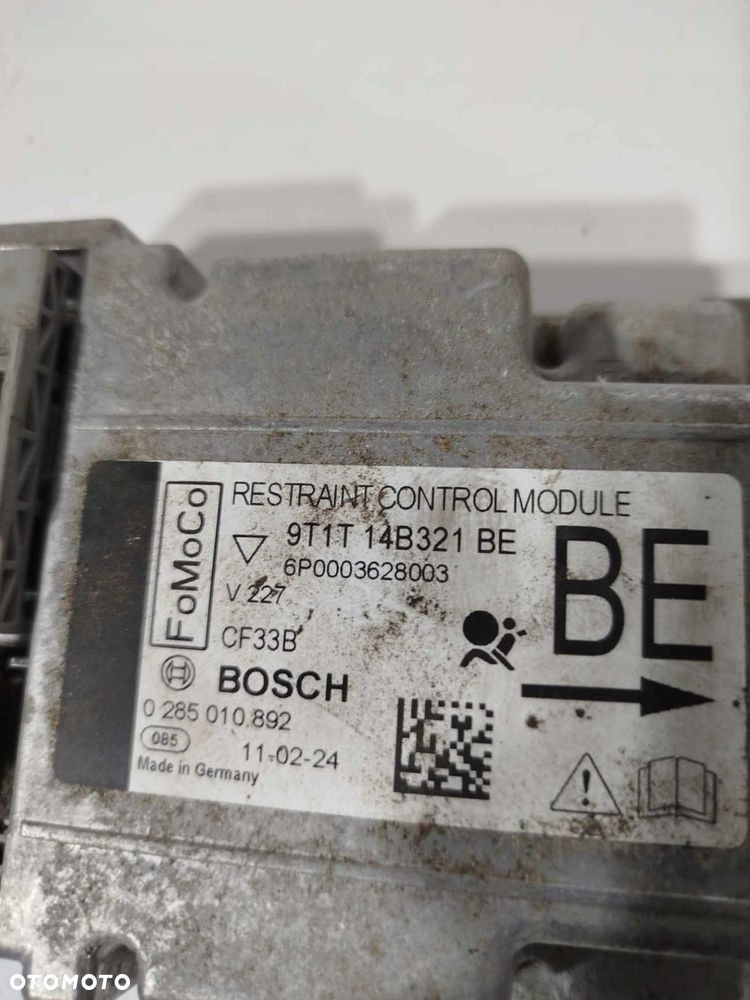 FoMoCo
RESTRAINT CONTROL MODULE
9T1T 14B321 BE
6P0003628003
V 227
CF33B
BE
BOSCH
0 285 010 892
085
11-02-24
Made in Germany
OTOMOTO